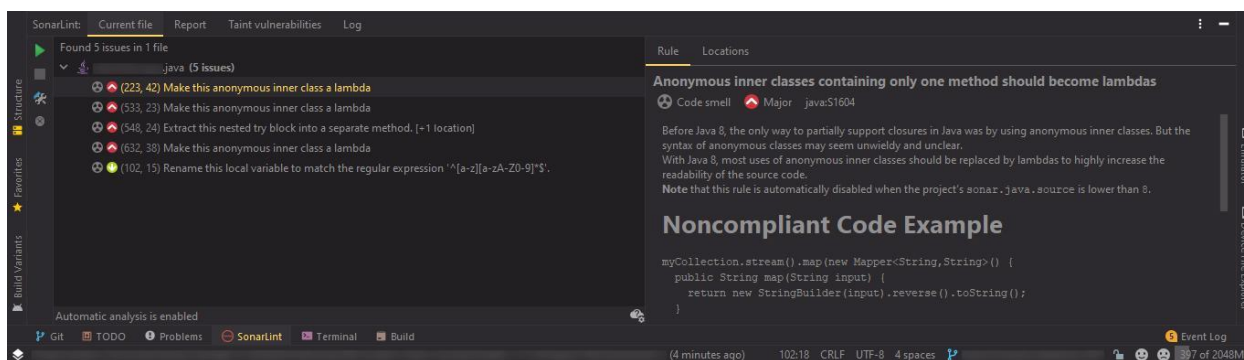 SonarLint: Current file Report Taint vulnerabilities Log
Found 5 issues in 1 file
.java (5 issues)
(223, 42) Make this anonymous inner class a lambda
(533, 23) Make this anonymous inner class a lambda
(548, 24) Extract this nested try block into a separate method. [+1 location]
(632, 38) Make this anonymous inner class a lambda
(102, 15) Rename this local variable to match the regular expression '^[a-z][a-zA-Z0-9]*$'.
Automatic analysis is enabled
Rule Locations
Anonymous inner classes containing only one method should become lambdas
Code smell Major java:S1604
Before Java 8, the only way to partially support closures in Java was by using anonymous inner classes. But the
syntax of anonymous classes may seem unwieldy and unclear.
With Java 8, most uses of anonymous inner classes should be replaced by lambdas to highly increase the
readability of the source code.
Note that this rule is automatically disabled when the project's sonar.java.source is lower than 8.
Noncompliant Code Example
myCollection.stream().map(new Mapper<String,String>() {
public String map(String input) {
return new StringBuilder(input).reverse().toString();
}
Structure
Favorites
Build Variants
Emulator
Git TODO Problems SonarLint Terminal Build
5 Event Log
(4 minutes ago) 102:18 CRLF UTF-8 4 spaces
397 of 2048M